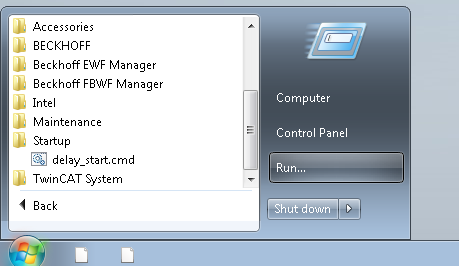 Accessories
BECKHOFF
Beckhoff EWF Manager
Beckhoff FBWF Manager
Intel
Maintenance
Startup
delay_start.cmd
TwinCAT System
Back
Computer
Control Panel
Run...
Shut down